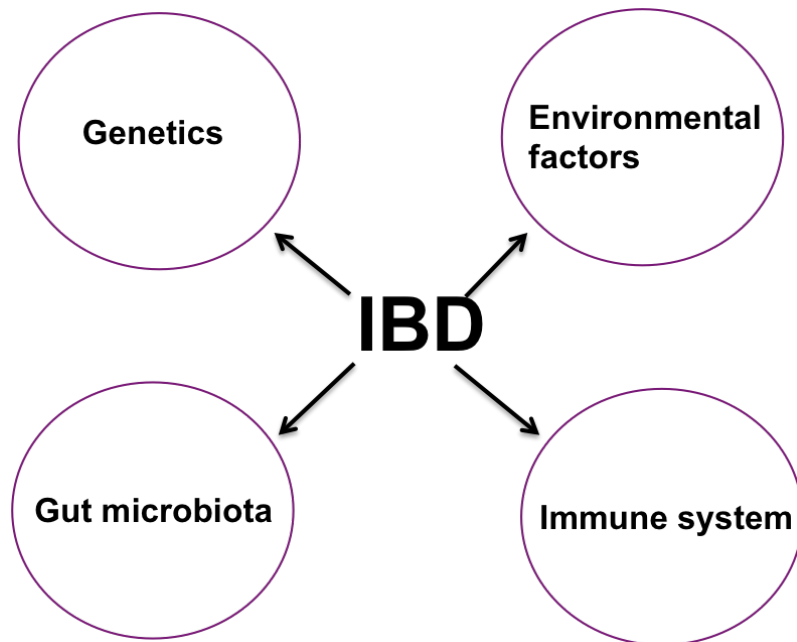 Genetics
Environmental
factors
IBD
Gut microbiota
Immune system